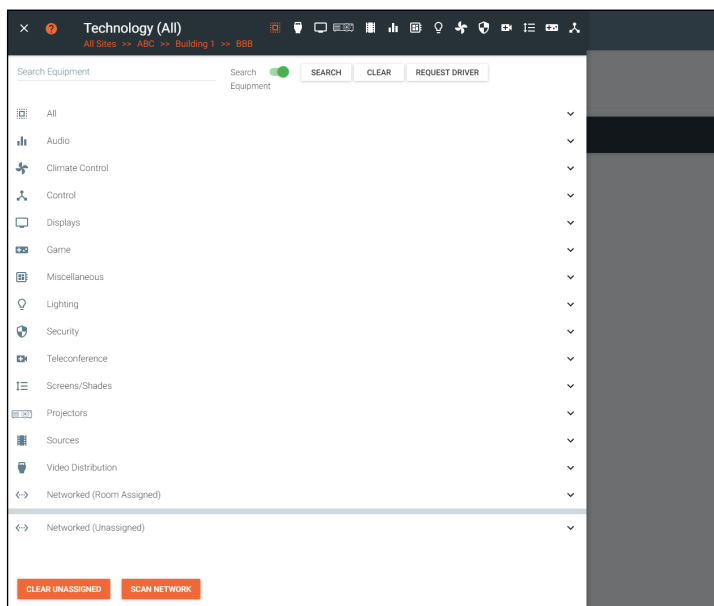 Technology (All)
All Sites >> ABC >> Building 1 >> BBB
Search Equipment
Search
Equipment
SEARCH
CLEAR
REQUEST DRIVER
All
Audio
Climate Control
Control
Displays
Game
Miscellaneous
Lighting
Security
Teleconference
Screens/Shades
Projectors
Sources
Video Distribution
Networked (Room Assigned)
Networked (Unassigned)
CLEAR UNASSIGNED
SCAN NETWORK